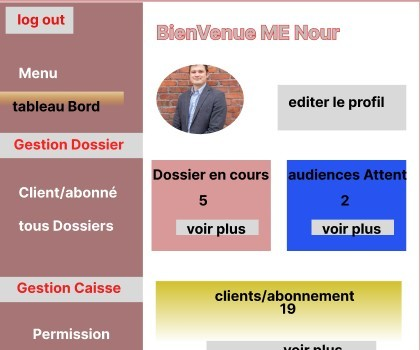 log out
BienVenue ME Nour
Menu
tableau Bord
editer le profil
Gestion Dossier
Dossier en cours
5
voir plus
audiences Attent
2
voir plus
Client/abonné
tous Dossiers
Gestion Caisse
clients/abonnement
19
voir plus
Permission